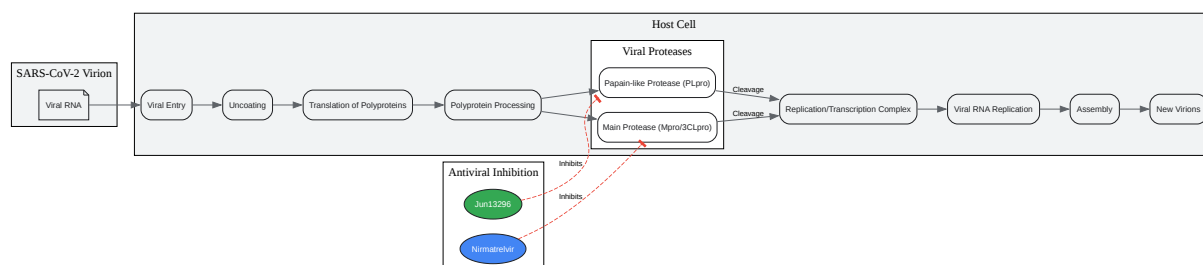 Host Cell
Viral Proteases
SARS-CoV-2 Virion
Viral RNA
Viral Entry
Uncoating
Translation of Polyproteins
Polyprotein Processing
Papain-like Protease (PLpro)
Main Protease (Mpro/3CLpro)
Cleavage
Cleavage
Replication/Transcription Complex
Viral RNA Replication
Assembly
New Virions
Inhibits
Antiviral Inhibition
Inhibits
Jun13296
Nirmatrelvir